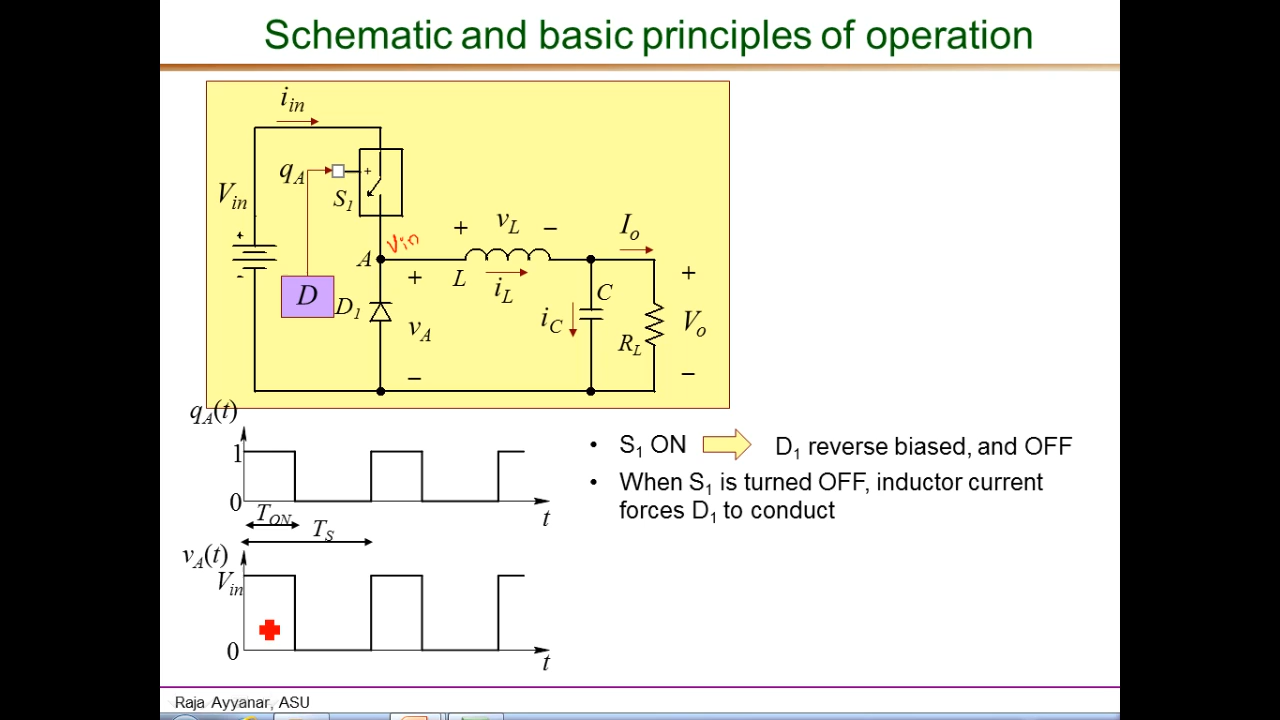 Schematic and basic principles of operation
i_in
q_A
+
S_1
V_in
+
-
Vin
A
D
D_1
+
v_A
−
+ v_L −
L
i_L
I_o
C
i_C
R_L
+
V_o
−
q_A(t)
1
0
T_ON
T_S
t
v_A(t)
V_in
0
t
• S_1 ON D_1 reverse biased, and OFF
• When S_1 is turned OFF, inductor current
forces D_1 to conduct
Raja Ayyanar, ASU